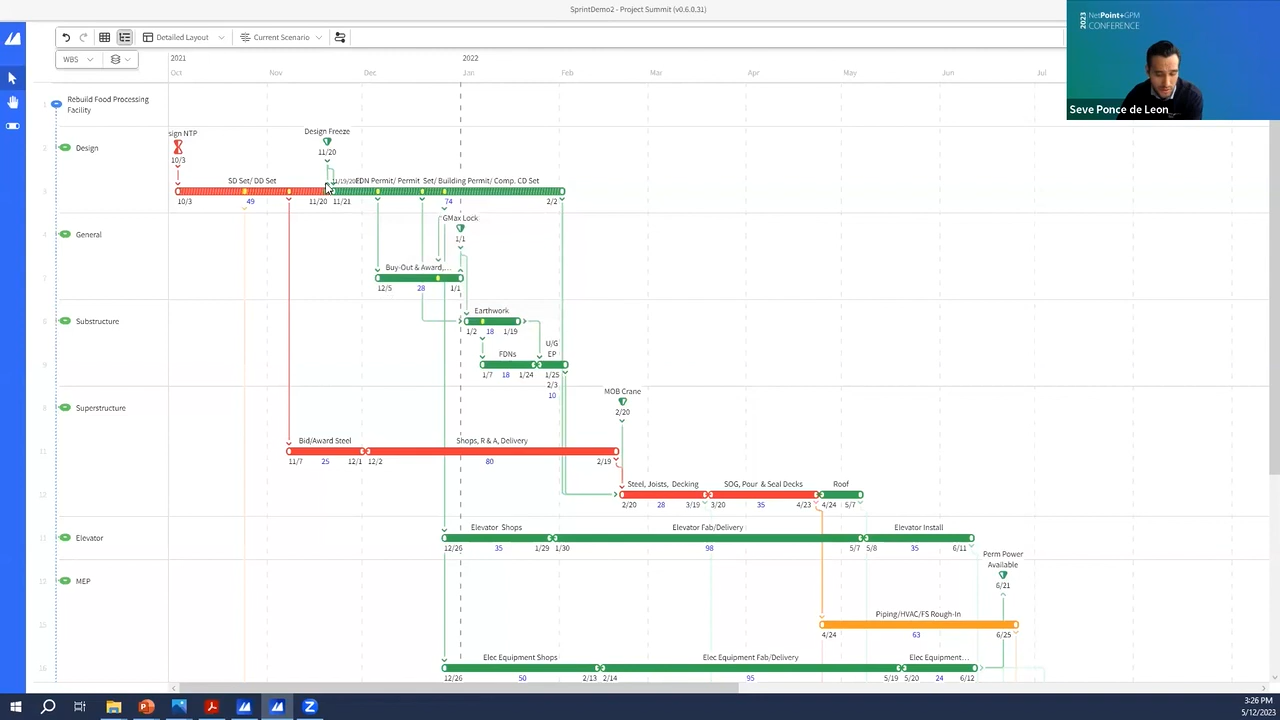 SprintDemo2 - Project Summit (v0.6.0.31)
2023 NetPoint+GPM
CONFERENCE
Seve Ponce de Leon
Detailed Layout
Current Scenario
WBS
2021
2022
Oct
Nov
Dec
Jan
Feb
Mar
Apr
May
Jun
Jul
Rebuild Food Processing
Facility
Design
sign NTP
10/3
Design Freeze
11/20
SD Set/ DD Set
FDN Permit/ Permit Set/Building Permit/ Comp. CD Set
10/3 49 11/20 11/21 74 2/2
General
GMax Lock
1/1
Buy-Out & Award,...
12/5 28 1/1
Substructure
Earthwork
1/2 18 1/19
U/G
FDNs EP
1/7 18 1/24 1/25
2/3
10
Superstructure
MOB Crane
2/20
Bid/Award Steel
Shops, R & A, Delivery
11/7 25 12/1 12/2 80 2/19
Steel, Joists, Decking
SOG, Pour & Seal Decks
Roof
2/20 28 3/19 3/20 35 4/23 4/24 5/7
Elevator
Elevator Shops
Elevator Fab/Delivery
Elevator Install
12/26 35 1/29 1/30 98 5/7 5/8 35 6/11
MEP
Perm Power
Available
6/21
Piping/HVAC/FS Rough-In
4/24 63 6/25
Elec Equipment Shops
Elec Equipment Fab/Delivery
Elec Equipment...
12/26 50 2/13 2/14 95 5/19 5/20 24 6/12
3:26 PM
5/12/2023